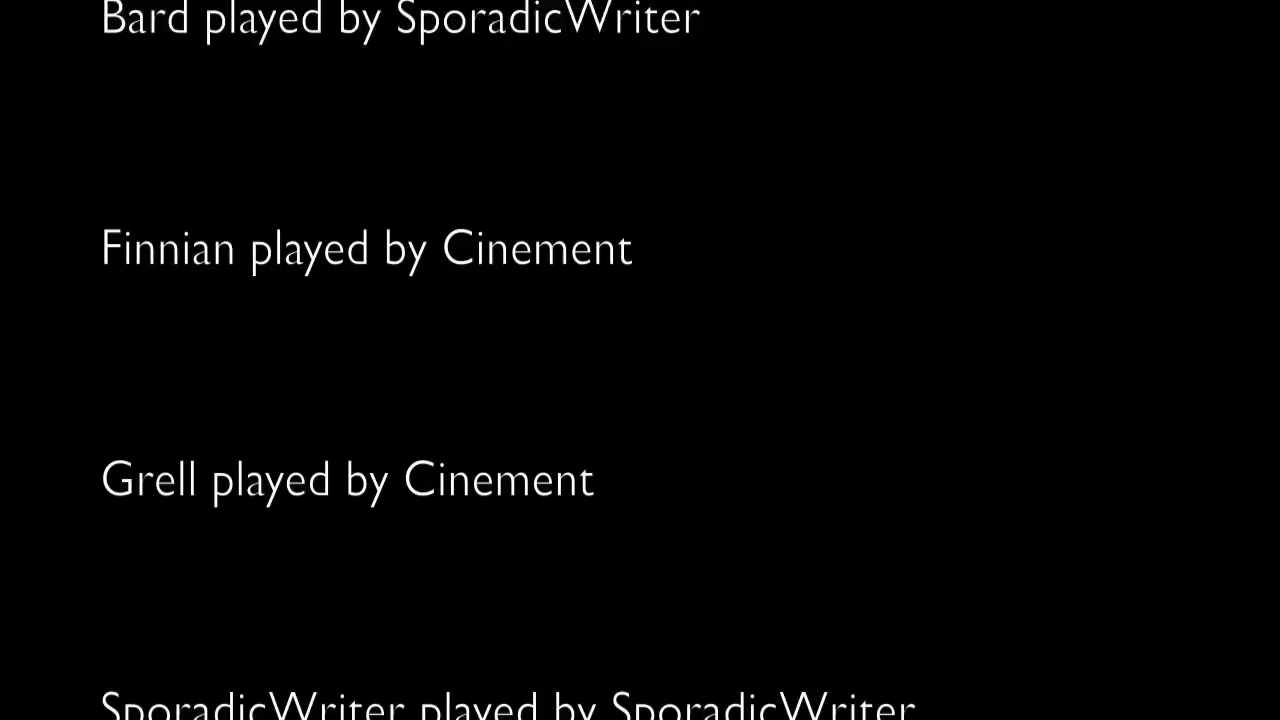 Bard played by SporadicWriter
Finnian played by Cinement
Grell played by Cinement
SporadicWriter played by SporadicWriter